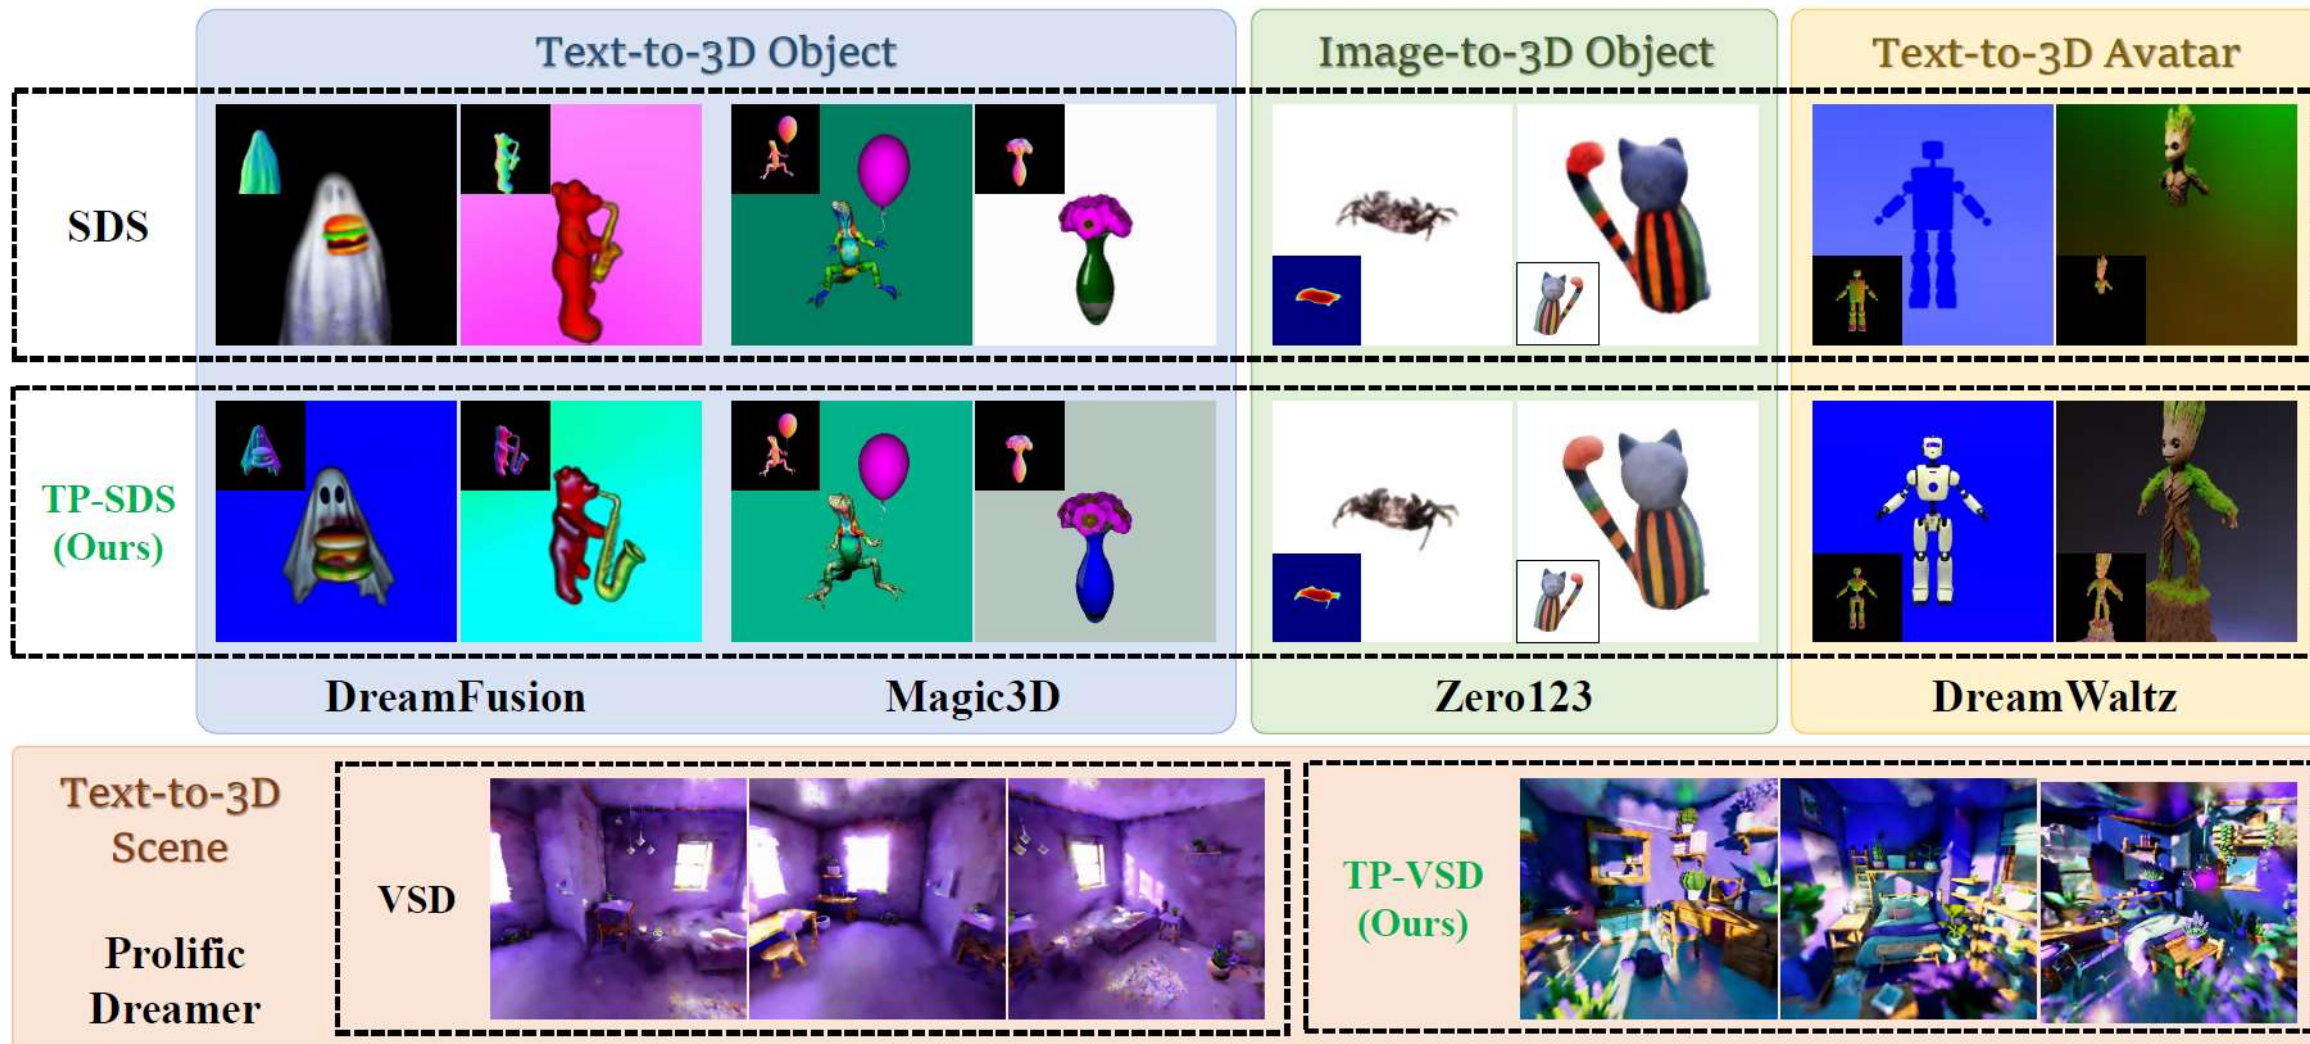 Text-to-3D Object
Image-to-3D Object
Text-to-3D Avatar
SDS
TP-SDS
(Ours)
DreamFusion
Magic3D
Zero123
DreamWaltz
Text-to-3D
Scene
Prolific
Dreamer
VSD
TP-VSD
(Ours)